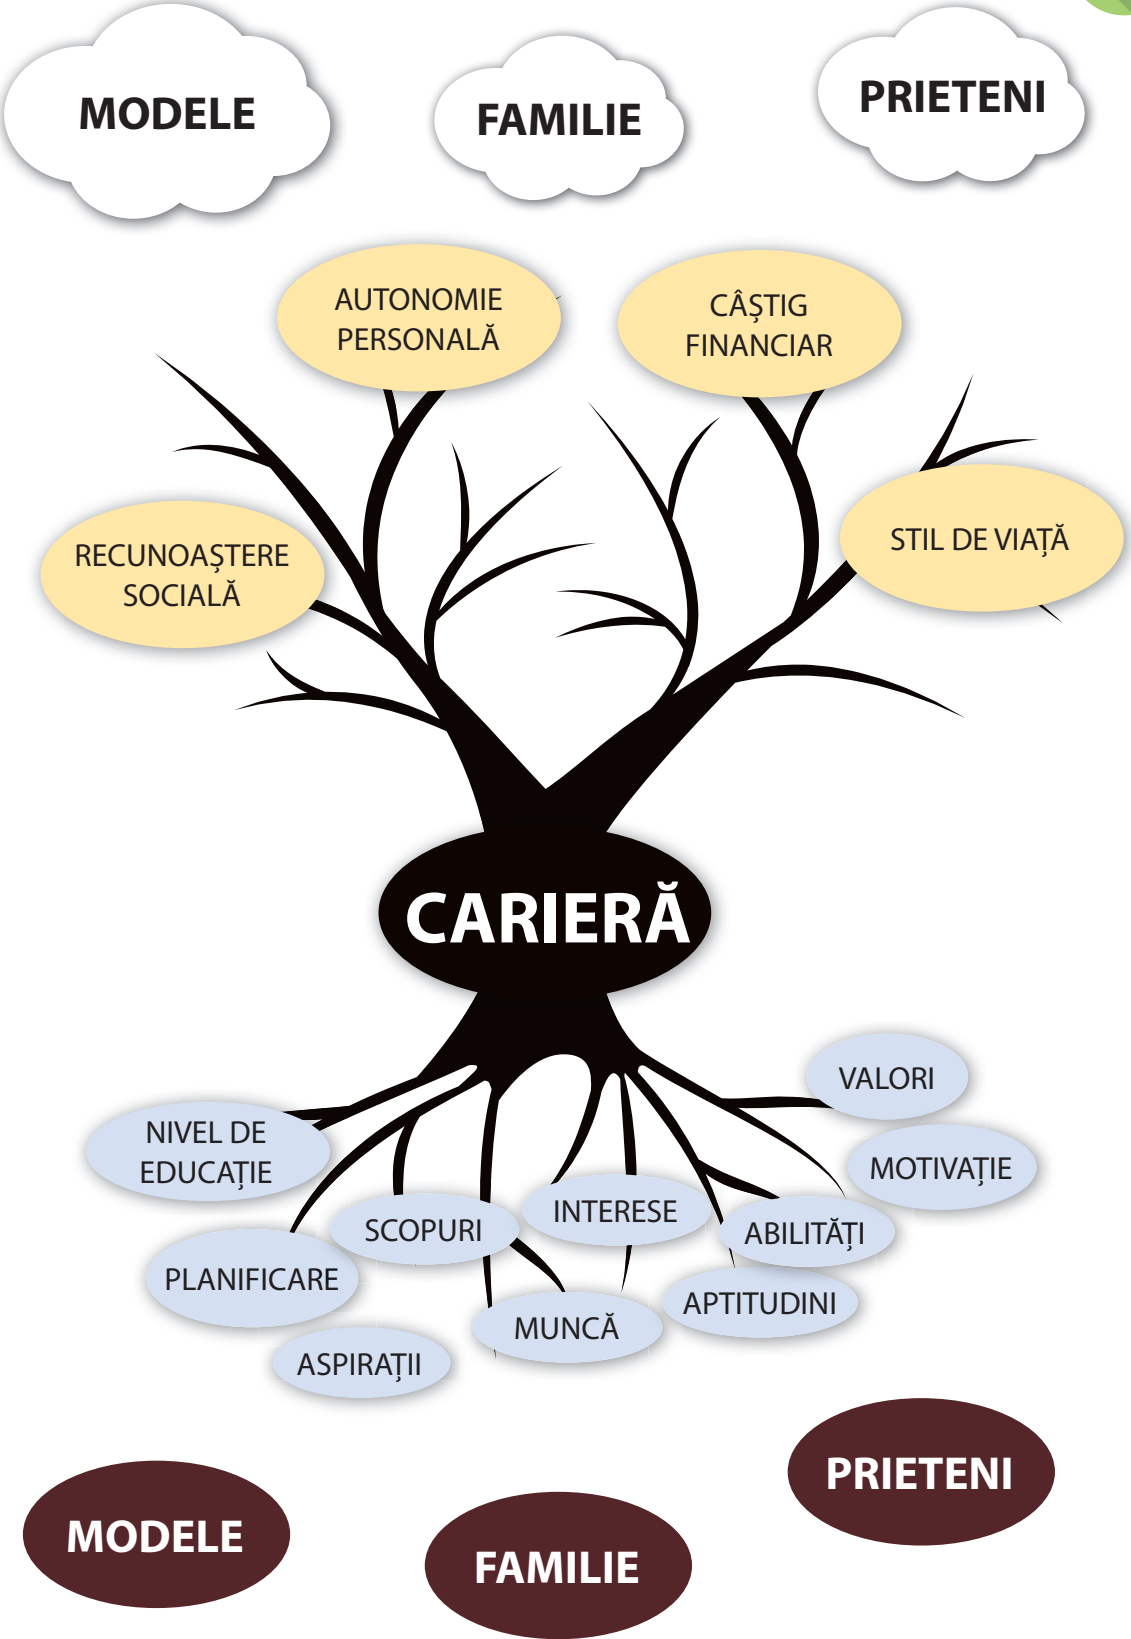 MODELE
FAMILIE
PRIETENI
AUTONOMIE
PERSONALĂ
CÂȘTIG
FINANCIAR
RECUNOAȘTERE
SOCIALĂ
STIL DE VIAȚĂ
CARIERĂ
VALORI
NIVEL DE
EDUCAȚIE
MOTIVAȚIE
SCOPURI
INTERESE
ABILITĂȚI
PLANIFICARE
MUNCĂ
APTITUDINI
ASPIRAȚII
PRIETENI
MODELE
FAMILIE